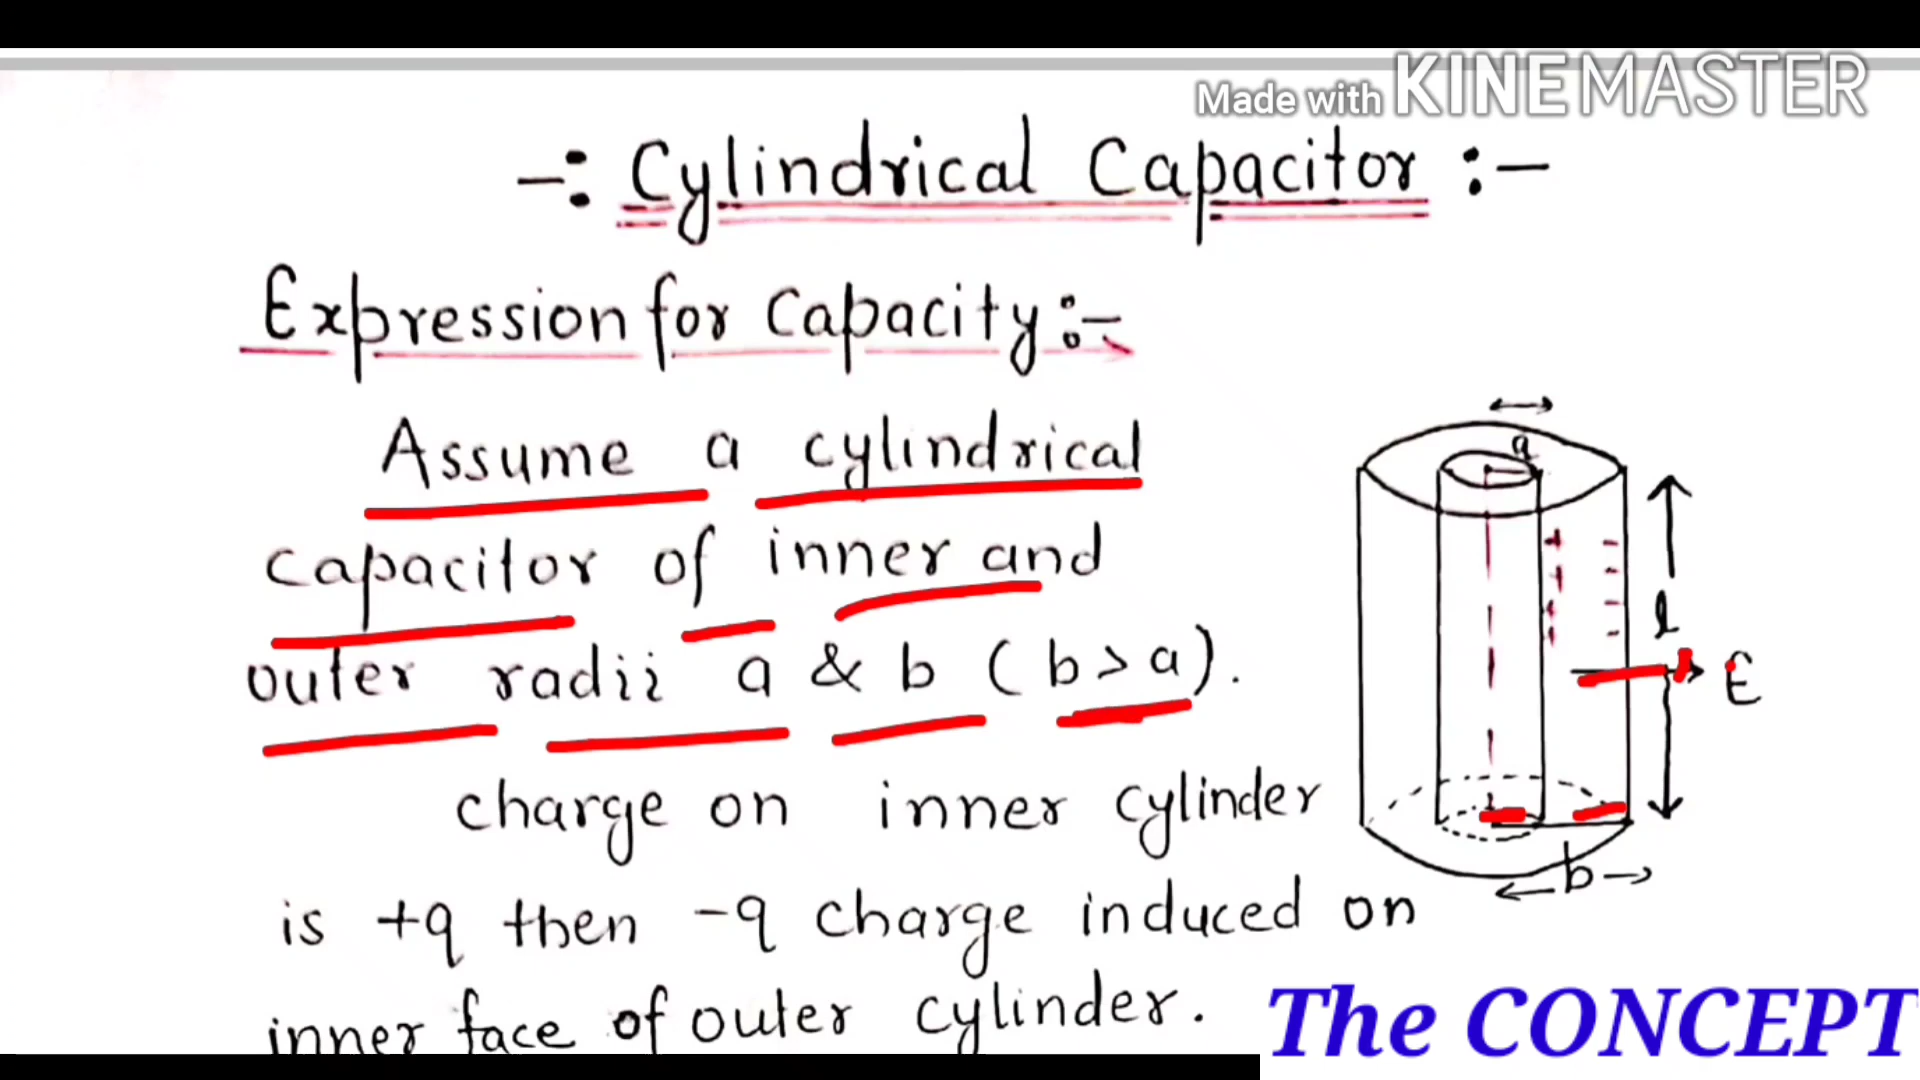 Made with KINEMASTER
-: Cylindrical Capacitor :-
Expression for Capacity :-
Assume a cylindrical
capacitor of inner and
outer radii a & b (b>a).
charge on inner cylinder
is +q then -q charge induced on
inner face of outer cylinder.
a
+ -
+ -
+ -
+ -
l
E
b
The CONCEPT